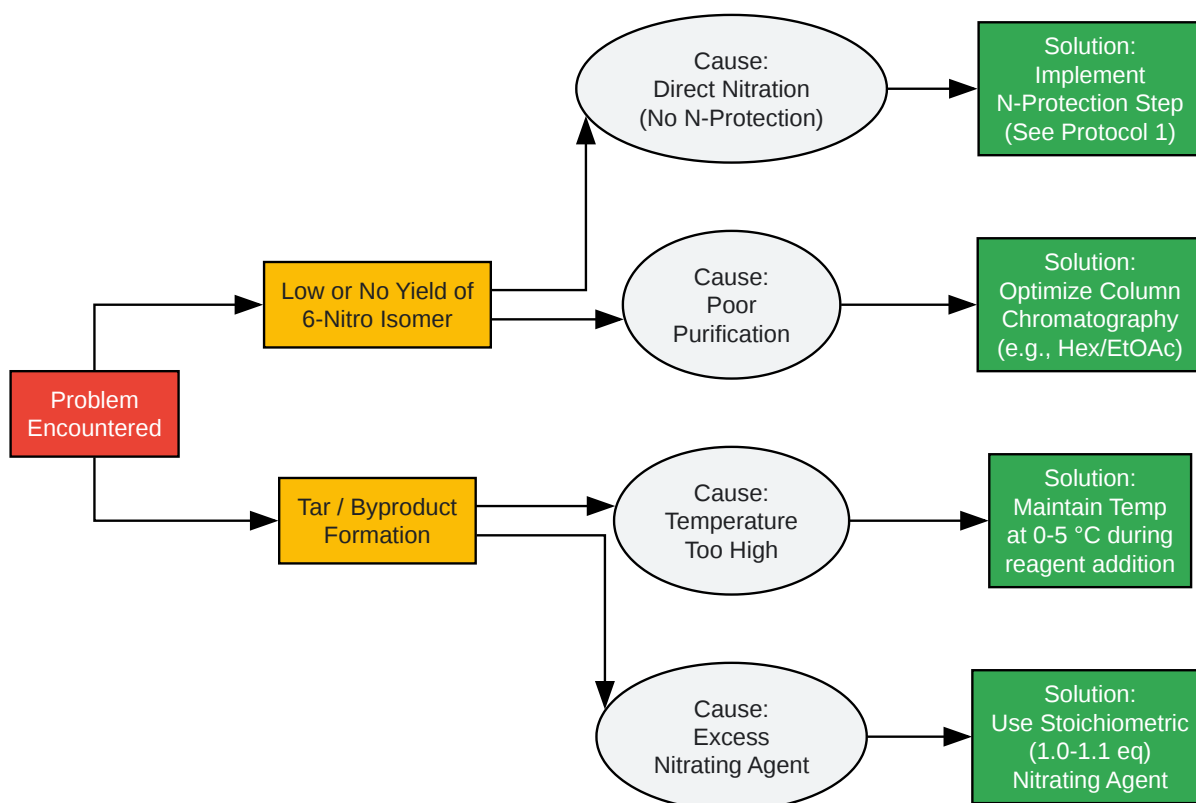 Problem
Encountered
Low or No Yield of
6-Nitro Isomer
Tar / Byproduct
Formation
Cause:
Direct Nitration
(No N-Protection)
Cause:
Poor
Purification
Cause:
Temperature
Too High
Cause:
Excess
Nitrating Agent
Solution:
Implement
N-Protection Step
(See Protocol 1)
Solution:
Optimize Column
Chromatography
(e.g., Hex/EtOAc)
Solution:
Maintain Temp
at 0-5 °C during
reagent addition
Solution:
Use Stoichiometric
(1.0-1.1 eq)
Nitrating Agent